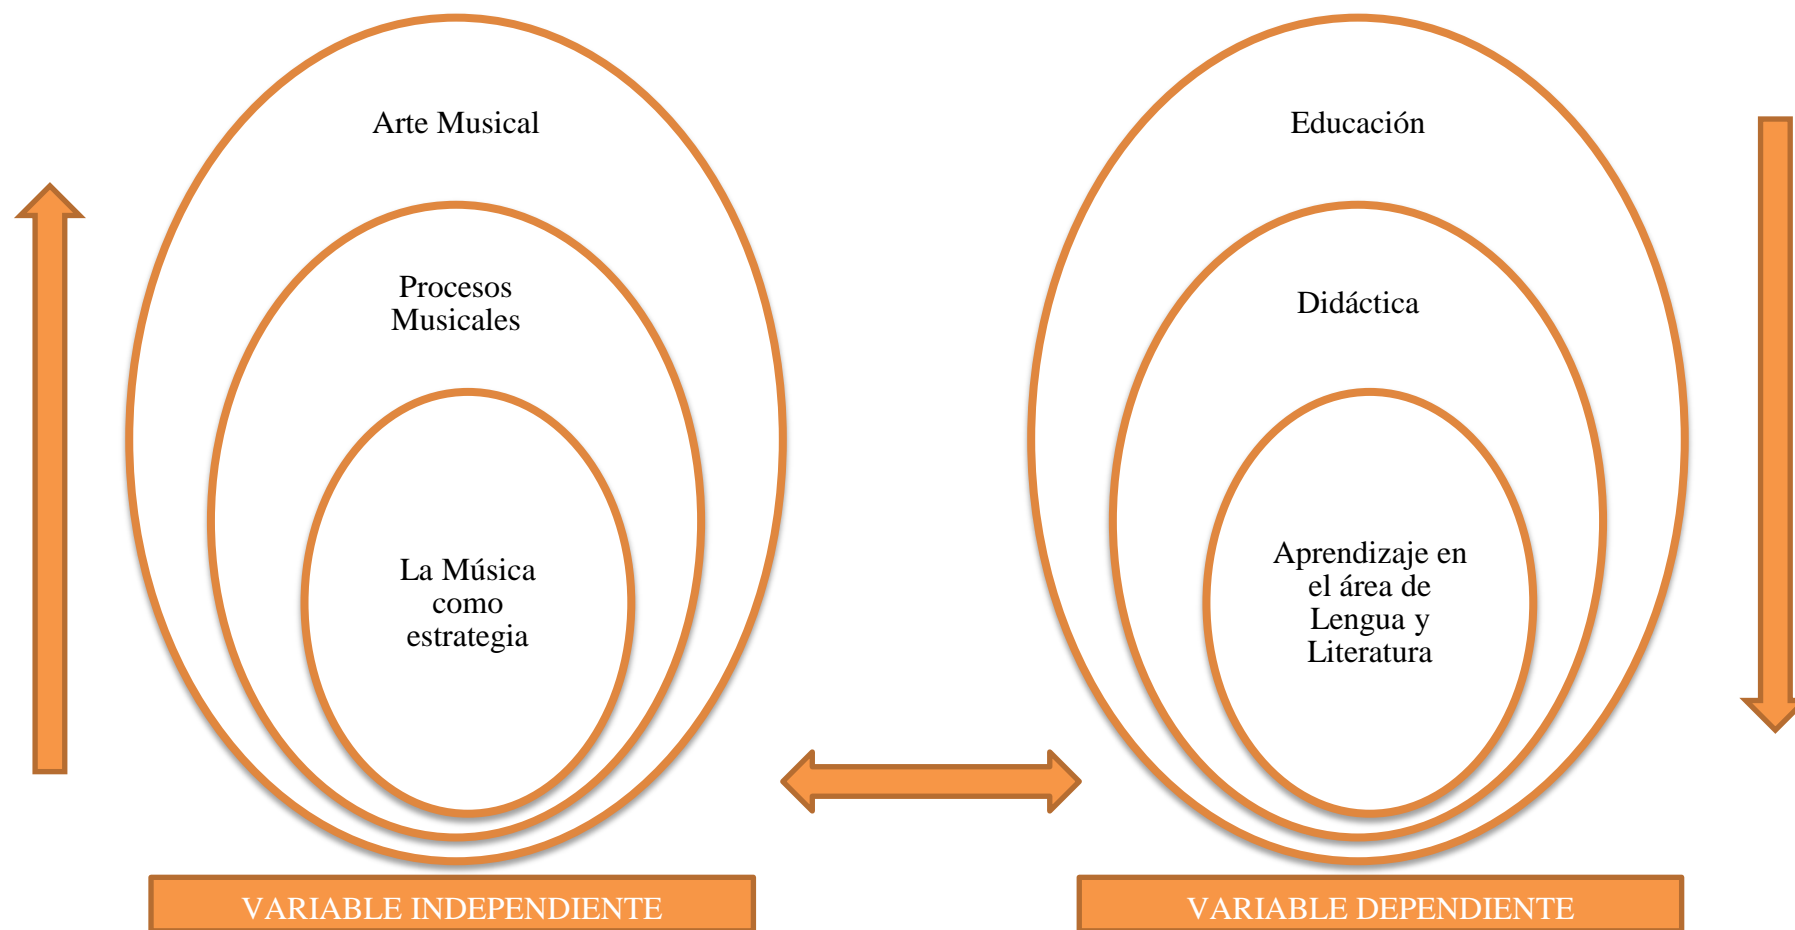 Arte Musical
Procesos
Musicales
La Música
como
estrategia
VARIABLE INDEPENDIENTE
Educación
Didáctica
Aprendizaje en
el área de
Lengua y
Literatura
VARIABLE DEPENDIENTE